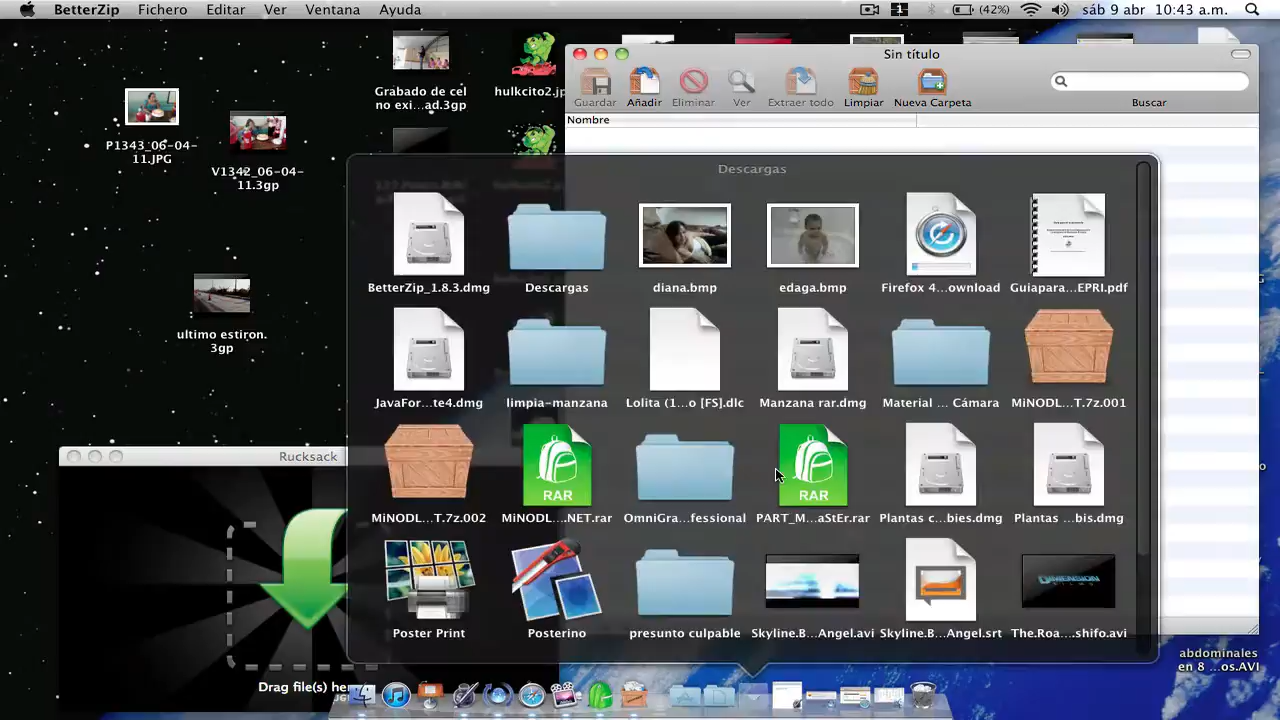 BetterZip Fichero Editar Ver Ventana Ayuda
1 (42%) sáb 9 abr 10:43 a.m.
P1343_06-04-
11.JPG
V1342_06-04-
11.3gp
Grabado de cel
no exi...ad.3gp
hulkcito2.jp
ultimo estiron.
3gp
Sin título
Guardar Añadir Eliminar Ver Extraer todo Limpiar Nueva Carpeta Buscar
Nombre
Descargas
BetterZip_1.8.3.dmg Descargas diana.bmp edaga.bmp Firefox 4...ownload Guiapara...EPRI.pdf
JavaFor...te4.dmg limpia-manzana Lolita (1...o [FS].dlc Manzana rar.dmg Material ... Cámara MiNODL...T.7z.001
RAR RAR
MiNODL...T.7z.002 MiNODL...NET.rar OmniGra...fessional PART_M...aStEr.rar Plantas c...bies.dmg Plantas ...bis.dmg
DIMENSION
Poster Print Posterino presunto culpable Skyline.B...Angel.avi Skyline.B...Angel.srt The.Roa...shifo.avi
Rucksack
Drag file(s) he
abdominales
en 8 ...os.AVI